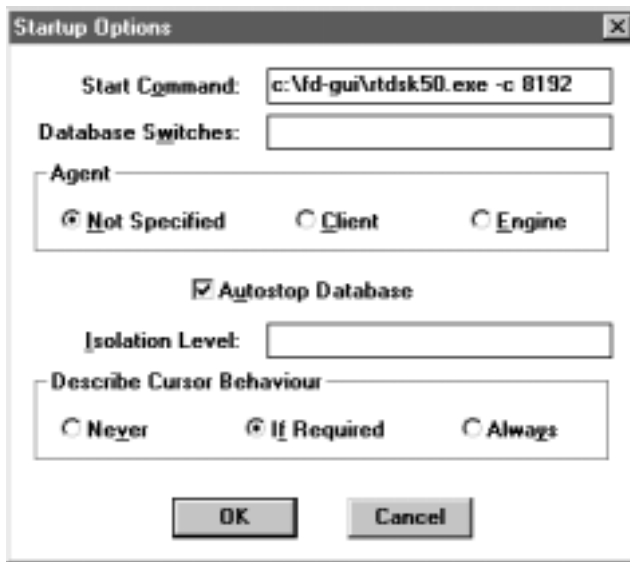 Startup Options
Start Command: c:\fd-gui\rtdsk50.exe -c 8192
Database Switches:
Agent
Not Specified Client Engine
Autostop Database
Isolation Level:
Describe Cursor Behaviour
Never If Required Always
OK Cancel